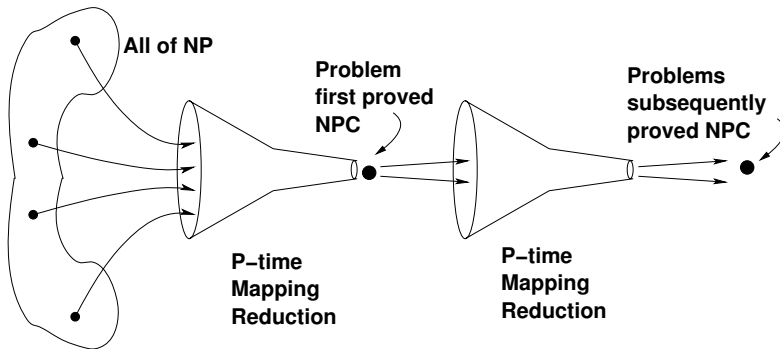 All of NP
Problem
first proved
NPC
Problems
subsequently
proved NPC
P−time
Mapping
Reduction
P−time
Mapping
Reduction